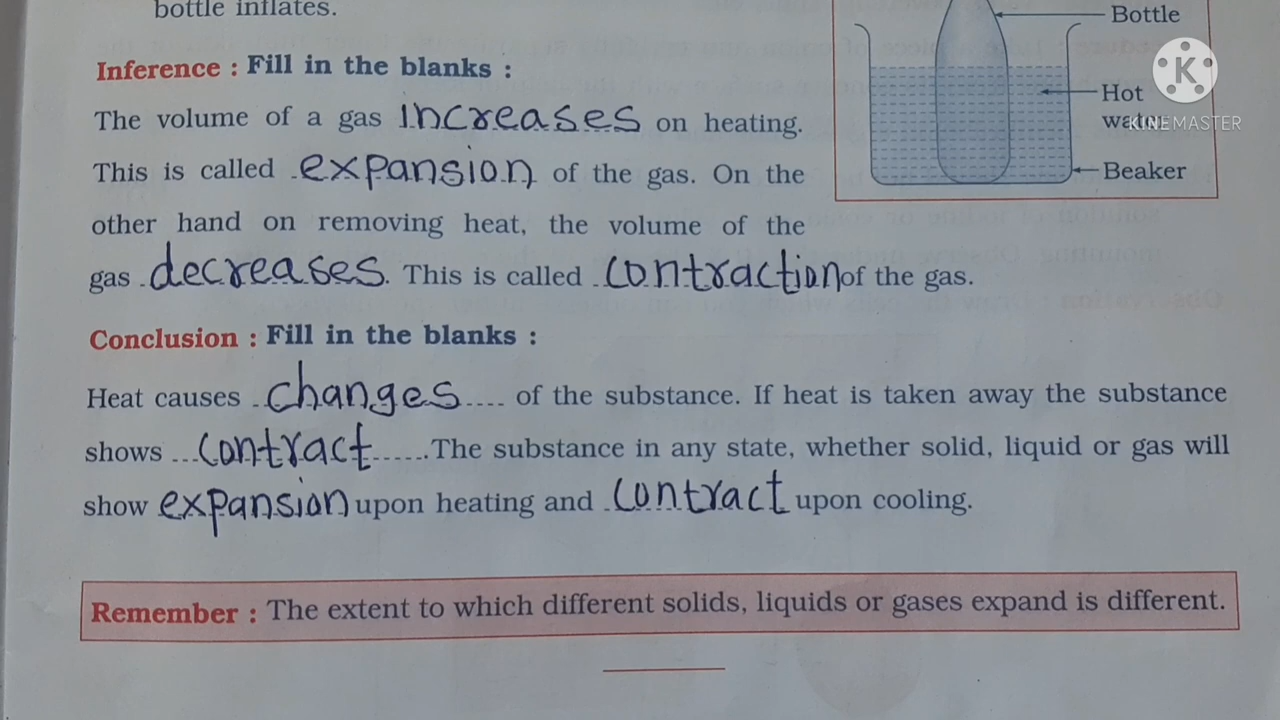 bottle inflates.
Bottle
Inference : Fill in the blanks :
K
The volume of a gas increases on heating.
Hot
water
KINEMASTER
This is called expansion of the gas. On the
Beaker
other hand on removing heat, the volume of the
gas decreases. This is called contraction of the gas.
Conclusion : Fill in the blanks :
Heat causes changes .... of the substance. If heat is taken away the substance
shows ...contract......The substance in any state, whether solid, liquid or gas will
show expansion upon heating and .contract upon cooling.
Remember : The extent to which different solids, liquids or gases expand is different.